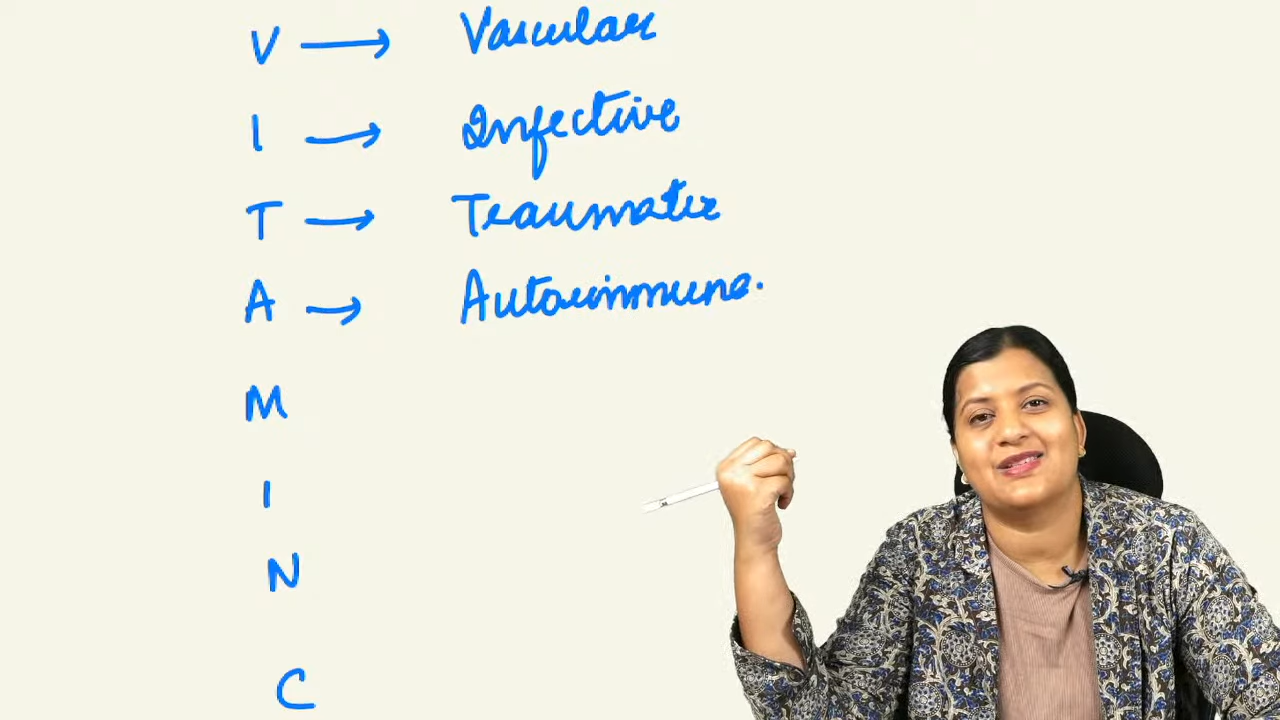 V → Vascular
I → Infective
T → Traumatic
A → Autoimmune.
M
I
N
C